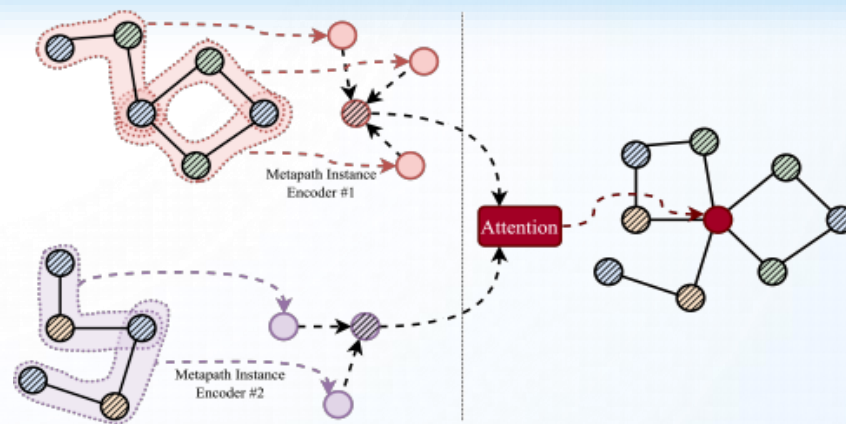 Metapath Instance
Encoder #1
Attention
Metapath Instance
Encoder #2